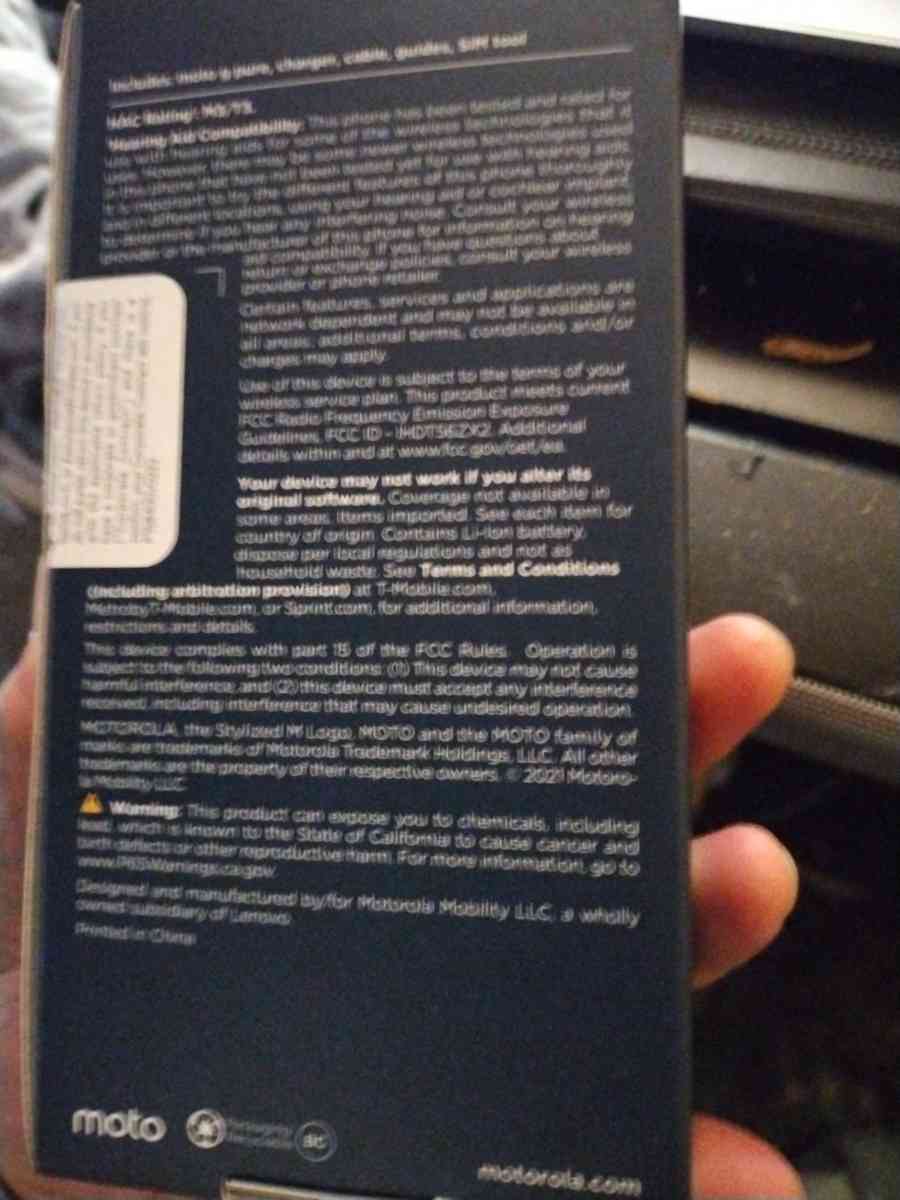 Includes: moto g pure, charger, cable, guides, SIM tool
HAC Rating: M3/T3.
Hearing Aid Compatibility: This phone has been tested and rated for
use with hearing aids for some of the wireless technologies that it
uses. However, there may be some newer wireless technologies used
in this phone that have not been tested yet for use with hearing aids.
It is important to try the different features of this phone thoroughly
and in different locations, using your hearing aid or cochlear implant,
to determine if you hear any interfering noise. Consult your wireless
provider or the manufacturer of this phone for information on hearing
aid compatibility. If you have questions about
return or exchange policies, consult your wireless
provider or phone retailer.
Certain features, services and applications are
network dependent and may not be available in
all areas; additional terms, conditions and/or
charges may apply.
Use of this device is subject to the terms of your
wireless service plan. This product meets current
FCC Radio Frequency Emission Exposure
Guidelines. FCC ID - Additional
details within and at www.fcc.gov/oet/ea.
Your device may not work if you alter its
original software. Coverage not available in
some areas. Items imported. See each item for
country of origin. Contains Li-Ion battery,
dispose per local regulations and not as
household waste. See Terms and Conditions
(including arbitration provision) at T-Mobile.com,
MetrobyT-Mobile.com, or Sprint.com, for additional information,
restrictions and details.
This device complies with part 15 of the FCC Rules. Operation is
subject to the following two conditions: (1) This device may not cause
harmful interference, and (2) this device must accept any interference
received, including interference that may cause undesired operation.
MOTOROLA, the Stylized M Logo, MOTO and the MOTO family of
marks are trademarks of Motorola Trademark Holdings, LLC. All other
trademarks are the property of their respective owners. © 2021 Motoro-
la Mobility LLC
Warning: This product can expose you to chemicals, including
lead, which is known to the State of California to cause cancer and
birth defects or other reproductive harm. For more information, go to
www.P65Warnings.ca.gov
Designed and manufactured by/for Motorola Mobility LLC, a wholly
owned subsidiary of Lenovo.
Printed in China
moto
motorola.com